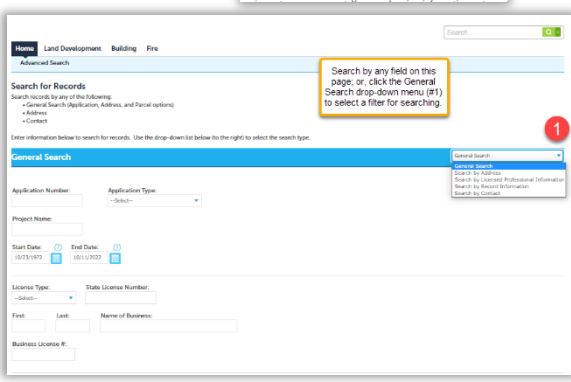 Search...
Home Land Development Building Fire
Advanced Search
Search for Records
Search records by any of the following:
• General Search (Application, Address, and Parcel options)
• Address
• Contact
Enter information below to search for records. Use the drop-down list below (to the right) to select the search type.
Search by any field on this
page; or, click the General
Search drop-down menu (#1)
to select a filter for searching.
1
General Search
General Search
General Search
Search by Address
Search by Licensed Professional Information
Search by Record Information
Search by Contact
Application Number: Application Type:
--Select--
Project Name:
Start Date: ? End Date: ?
10/23/1972 10/11/2022
License Type: State License Number:
--Select--
First: Last: Name of Business:
Business License #: